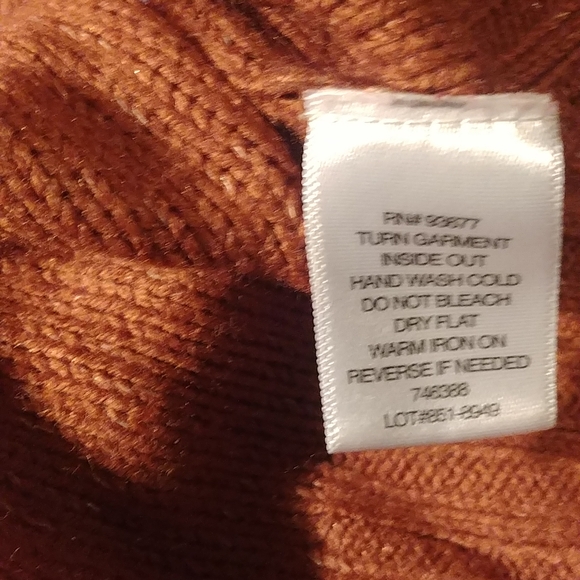 RN# 93677
TURN GARMENT
INSIDE OUT
HAND WASH COLD
DO NOT BLEACH
DRY FLAT
WARM IRON ON
REVERSE IF NEEDED
746388
LOT#851-8949